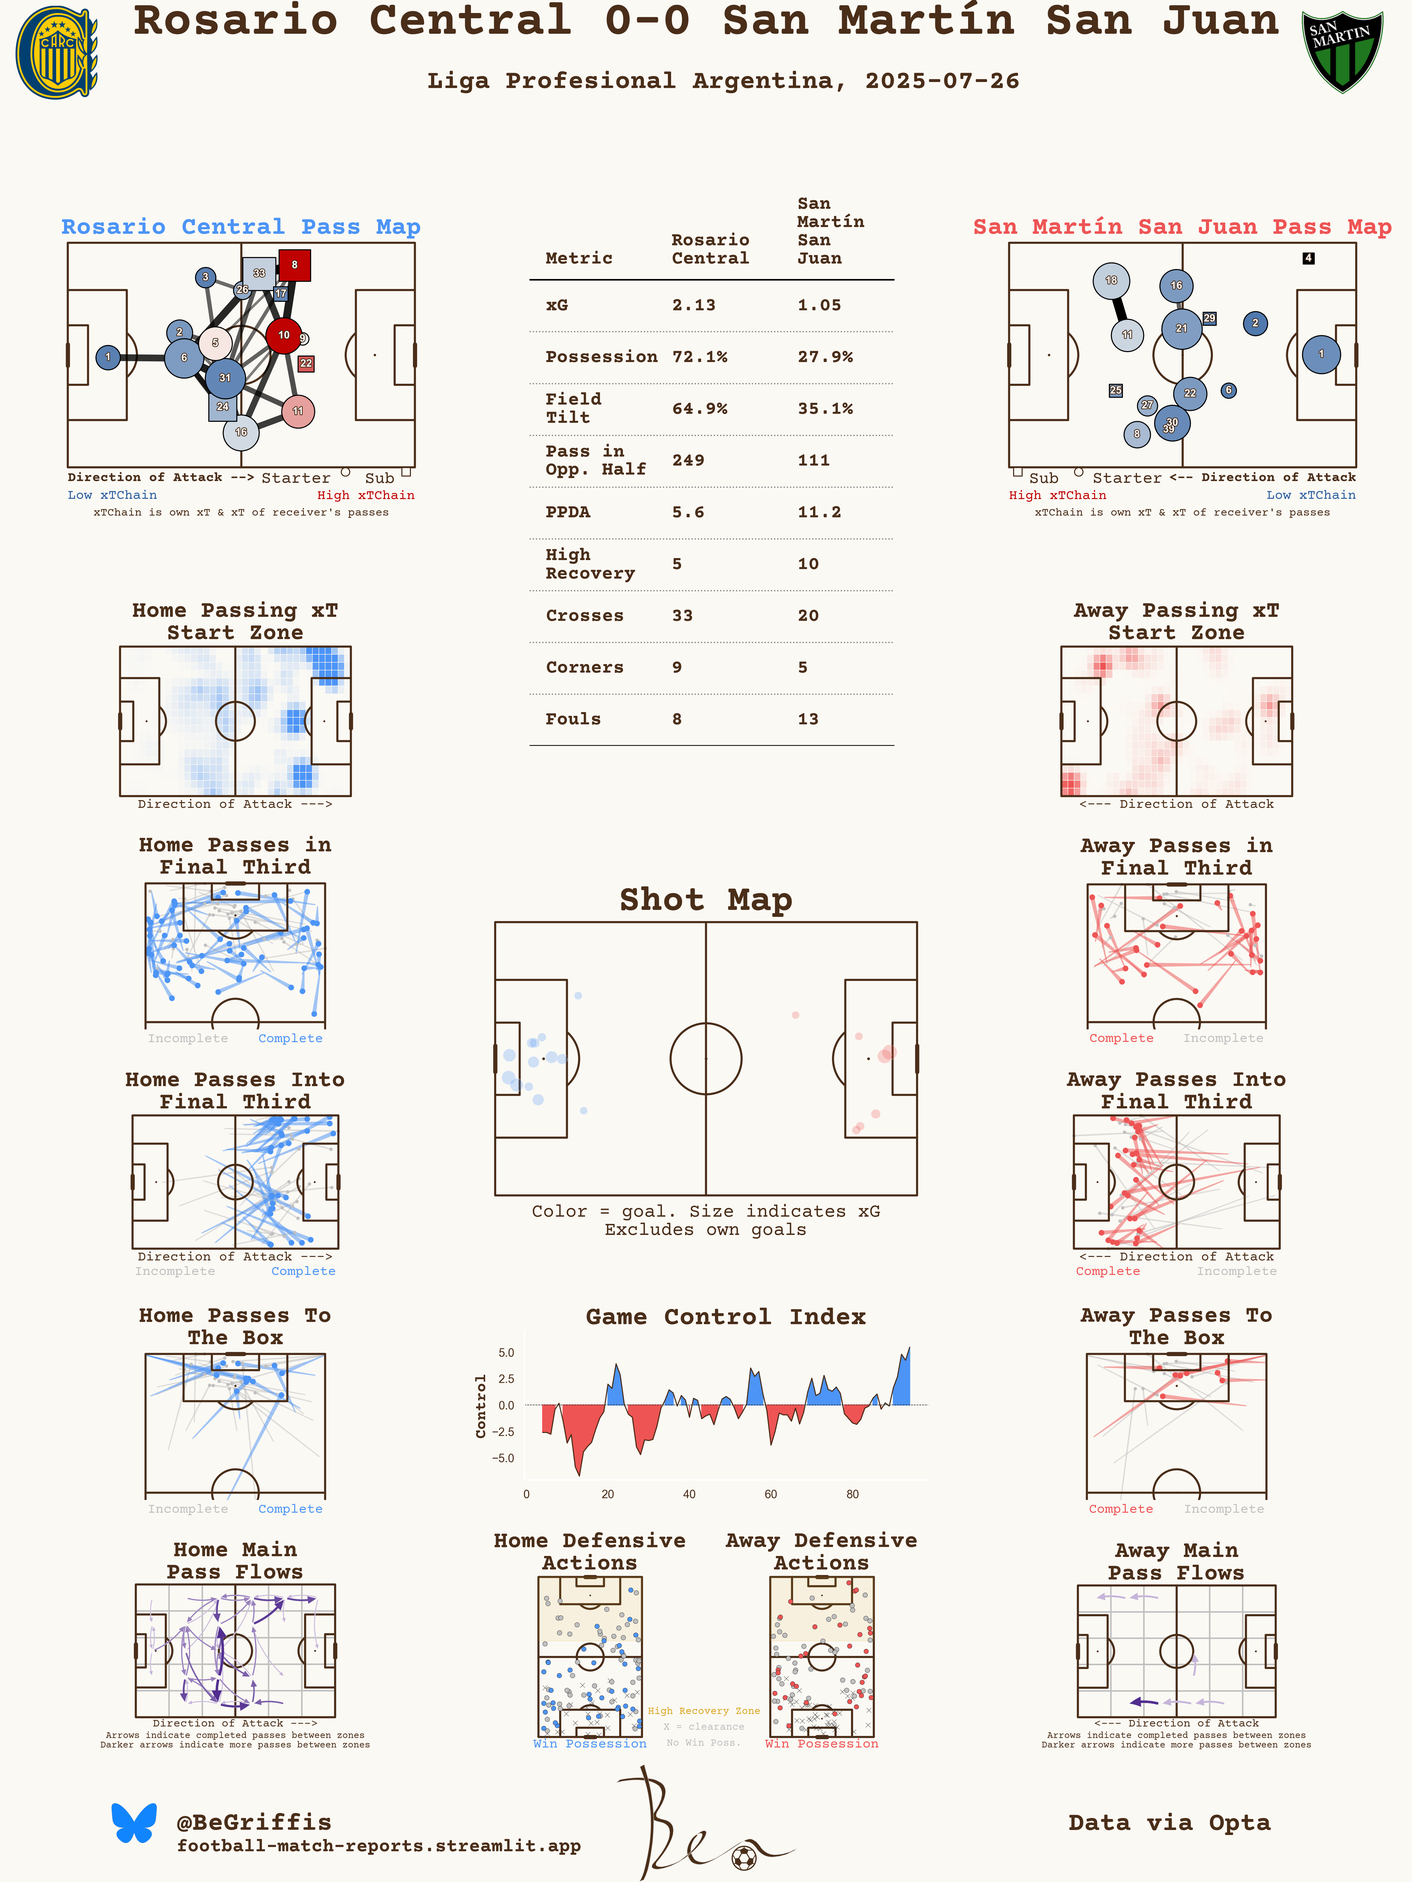 Rosario Central 0-0 San Martín San Juan
Liga Profesional Argentina, 2025-07-26
CARC
SAN
MARTIN
Rosario Central Pass Map
3
26
33
8
17
2
5
10
9
1
6
22
31
24
11
16
Direction of Attack --> Starter Sub
Low xTChain High xTChain
xTChain is own xT & xT of receiver's passes
Metric Rosario Central San Martín San Juan
xG 2.13 1.05
Possession 72.1% 27.9%
Field Tilt 64.9% 35.1%
Pass in Opp. Half 249 111
PPDA 5.6 11.2
High Recovery 5 10
Crosses 33 20
Corners 9 5
Fouls 8 13
San Martín San Juan Pass Map
4
18
16
29
2
11
21
1
25
27
22
6
8
30
39
Sub Starter <-- Direction of Attack
High xTChain Low xTChain
xTChain is own xT & xT of receiver's passes
Home Passing xT
Start Zone
Direction of Attack --->
Away Passing xT
Start Zone
<--- Direction of Attack
Home Passes in
Final Third
Incomplete Complete
Away Passes in
Final Third
Complete Incomplete
Shot Map
Color = goal. Size indicates xG
Excludes own goals
Home Passes Into
Final Third
Direction of Attack --->
Incomplete Complete
Away Passes Into
Final Third
<--- Direction of Attack
Complete Incomplete
Home Passes To
The Box
Incomplete Complete
Game Control Index
Control
5.0
2.5
0.0
−2.5
−5.0
0 20 40 60 80
Away Passes To
The Box
Complete Incomplete
Home Main
Pass Flows
Direction of Attack --->
Arrows indicate completed passes between zones
Darker arrows indicate more passes between zones
Home Defensive
Actions
Win Possession
Away Defensive
Actions
Win Possession
High Recovery Zone
X = clearance
No Win Poss.
Away Main
Pass Flows
<--- Direction of Attack
Arrows indicate completed passes between zones
Darker arrows indicate more passes between zones
@BeGriffis
football-match-reports.streamlit.app
Ben
Data via Opta